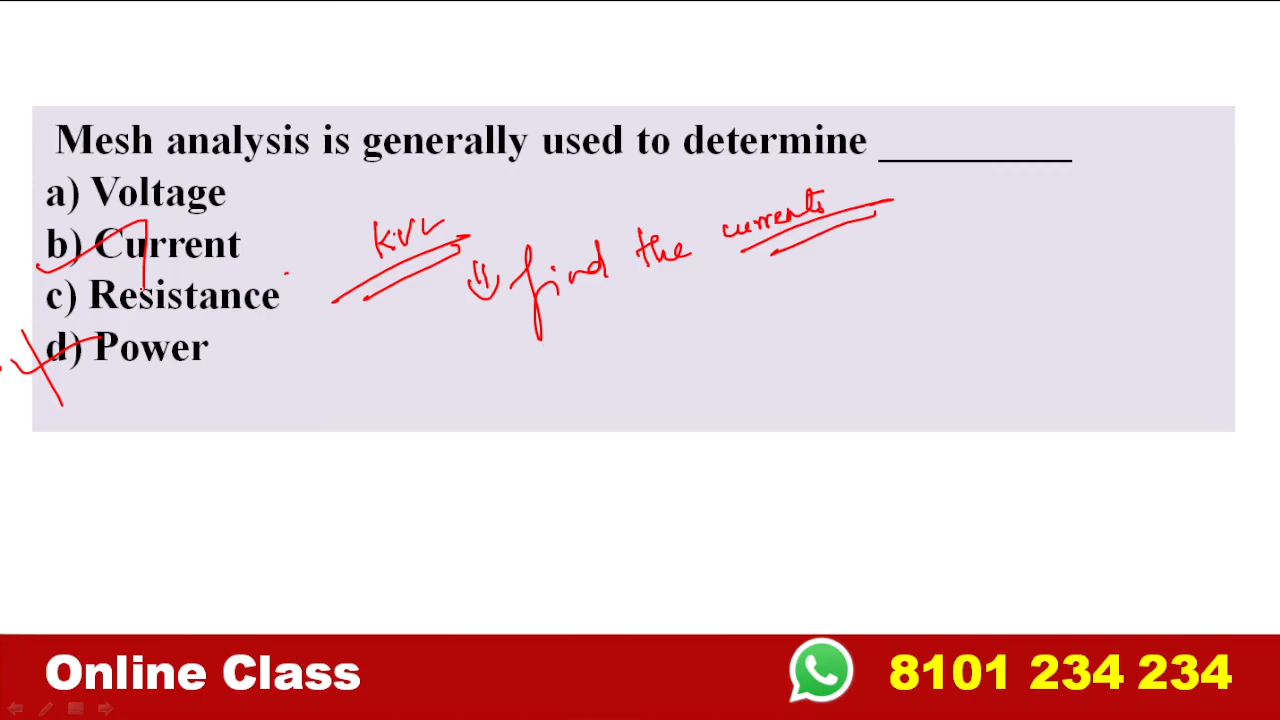 Mesh analysis is generally used to determine _________
a) Voltage
b) Current
c) Resistance
d) Power
KVL
find the currents
Online Class
8101 234 234